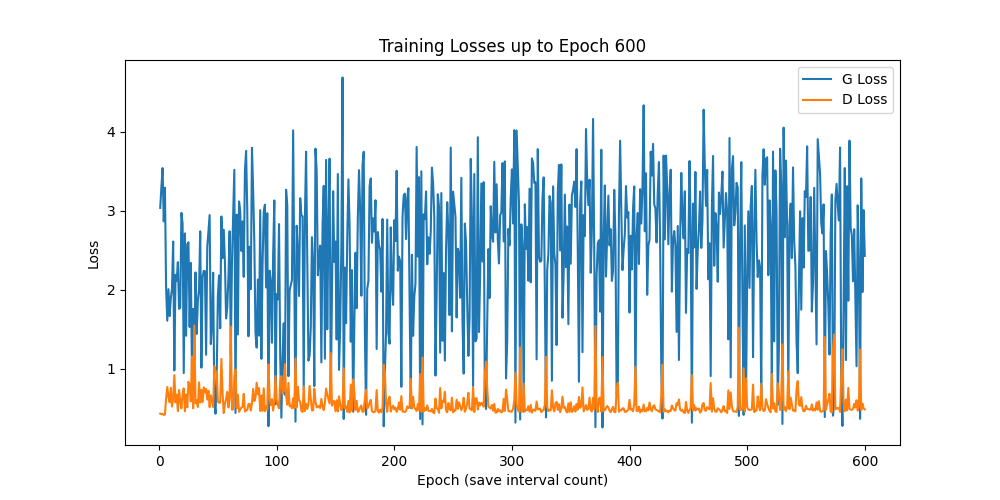 Training Losses up to Epoch 600
G Loss
D Loss
4
3
2
1
Loss
0 100 200 300 400 500 600
Epoch (save interval count)